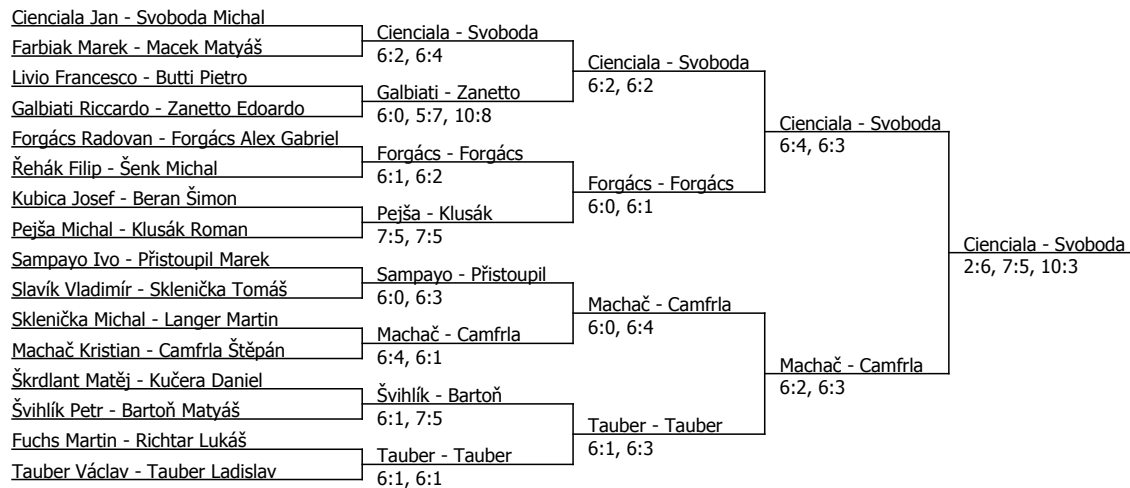 Cienciala Jan - Svoboda Michal
Farbiak Marek - Macek Matyáš
Livio Francesco - Butti Pietro
Galbiati Riccardo - Zanetto Edoardo
Forgács Radovan - Forgács Alex Gabriel
Řehák Filip - Šenk Michal
Kubica Josef - Beran Šimon
Pejša Michal - Klusák Roman
Sampayo Ivo - Přistoupil Marek
Slavík Vladimír - Sklenička Tomáš
Sklenička Michal - Langer Martin
Machač Kristian - Camfrla Štěpán
Škrdlant Matěj - Kučera Daniel
Švihlík Petr - Bartoň Matyáš
Fuchs Martin - Richtar Lukáš
Tauber Václav - Tauber Ladislav
Cienciala - Svoboda
6:2, 6:4
Galbiati - Zanetto
6:0, 5:7, 10:8
Forgács - Forgács
6:1, 6:2
Pejša - Klusák
7:5, 7:5
Sampayo - Přistoupil
6:0, 6:3
Machač - Camfrla
6:4, 6:1
Švihlík - Bartoň
6:1, 7:5
Tauber - Tauber
6:1, 6:1
Cienciala - Svoboda
6:2, 6:2
Forgács - Forgács
6:0, 6:1
Machač - Camfrla
6:0, 6:4
Tauber - Tauber
6:1, 6:3
Cienciala - Svoboda
6:4, 6:3
Machač - Camfrla
6:2, 6:3
Cienciala - Svoboda
2:6, 7:5, 10:3